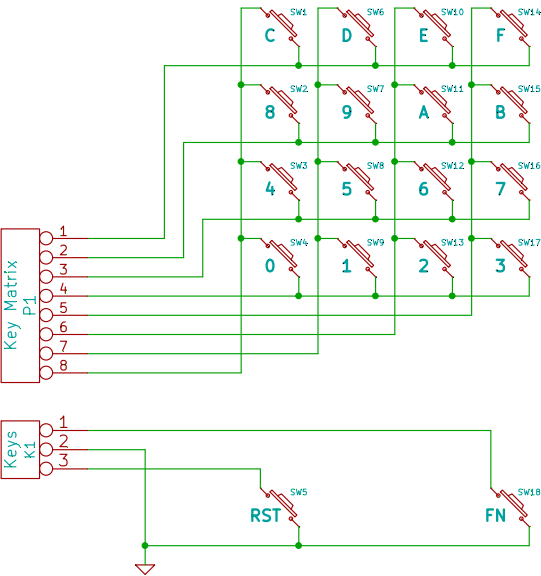 SW1 SW6 SW10 SW14
C D E F
SW2 SW7 SW11 SW15
8 9 A B
SW3 SW8 SW12 SW16
4 5 6 7
SW4 SW9 SW13 SW17
0 1 2 3
Key Matrix
P1
1
2
3
4
5
6
7
8
Keys
K1
1
2
3
SW5 SW18
RST FN